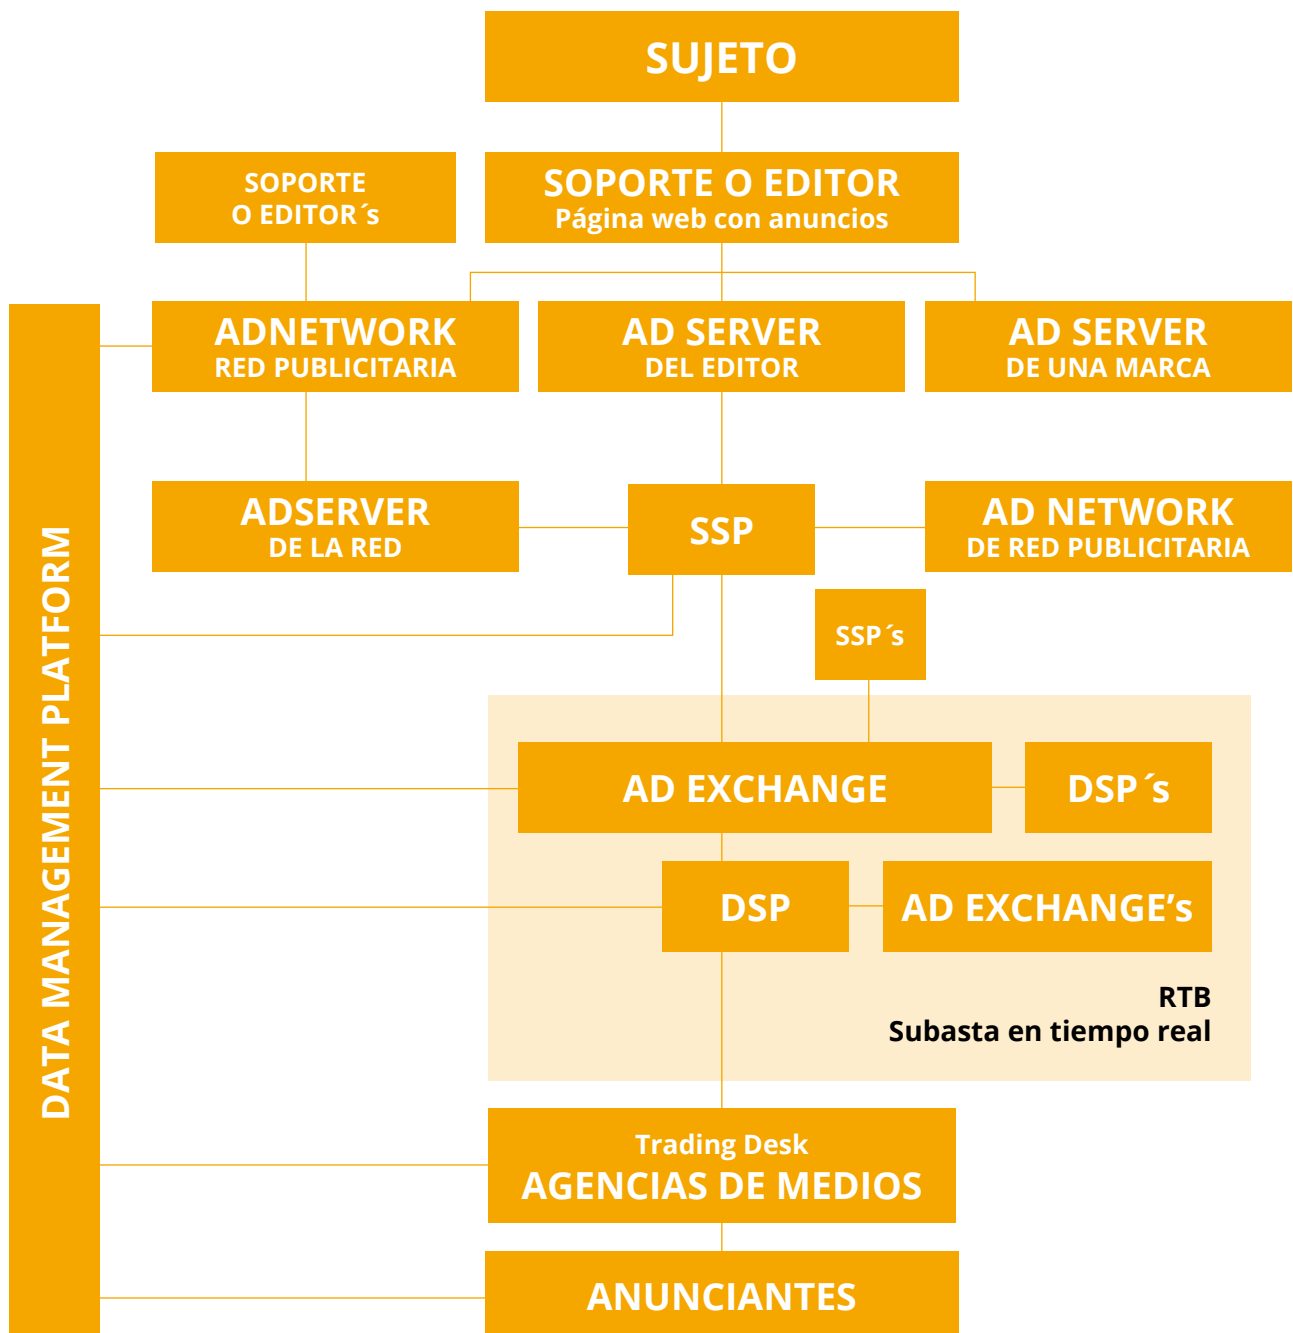 SUJETO
SOPORTE
O EDITOR´s
SOPORTE O EDITOR
Página web con anuncios
ADNETWORK
RED PUBLICITARIA
AD SERVER
DEL EDITOR
AD SERVER
DE UNA MARCA
DATA MANAGEMENT PLATFORM
ADSERVER
DE LA RED
SSP
AD NETWORK
DE RED PUBLICITARIA
SSP´s
AD EXCHANGE
DSP´s
DSP
AD EXCHANGE’s
RTB
Subasta en tiempo real
Trading Desk
AGENCIAS DE MEDIOS
ANUNCIANTES